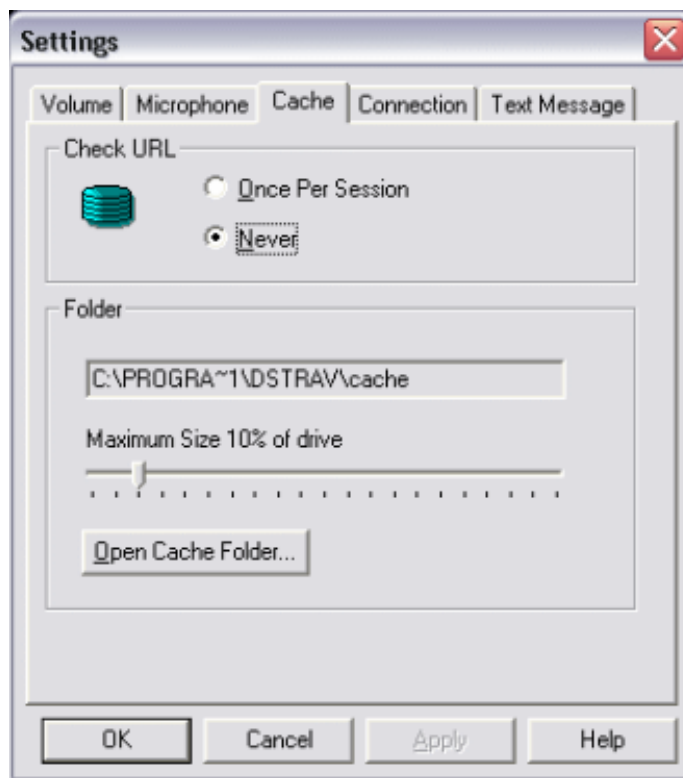 Settings
Volume Microphone Cache Connection Text Message
Check URL
Once Per Session
Never
Folder
C:\PROGRA~1\DSTRAV\cache
Maximum Size 10% of drive
Open Cache Folder...
OK Cancel Apply Help